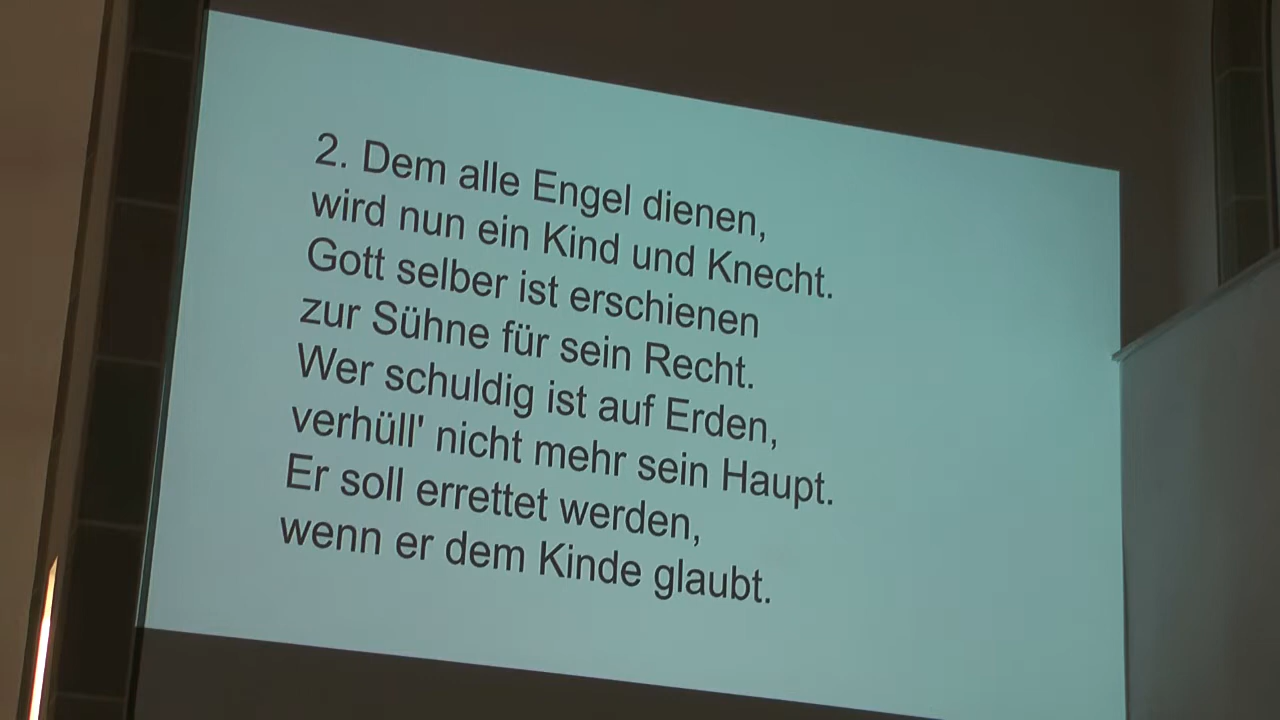 2. Dem alle Engel dienen,
wird nun ein Kind und Knecht.
Gott selber ist erschienen
zur Sühne für sein Recht.
Wer schuldig ist auf Erden,
verhüll' nicht mehr sein Haupt.
Er soll errettet werden,
wenn er dem Kinde glaubt.